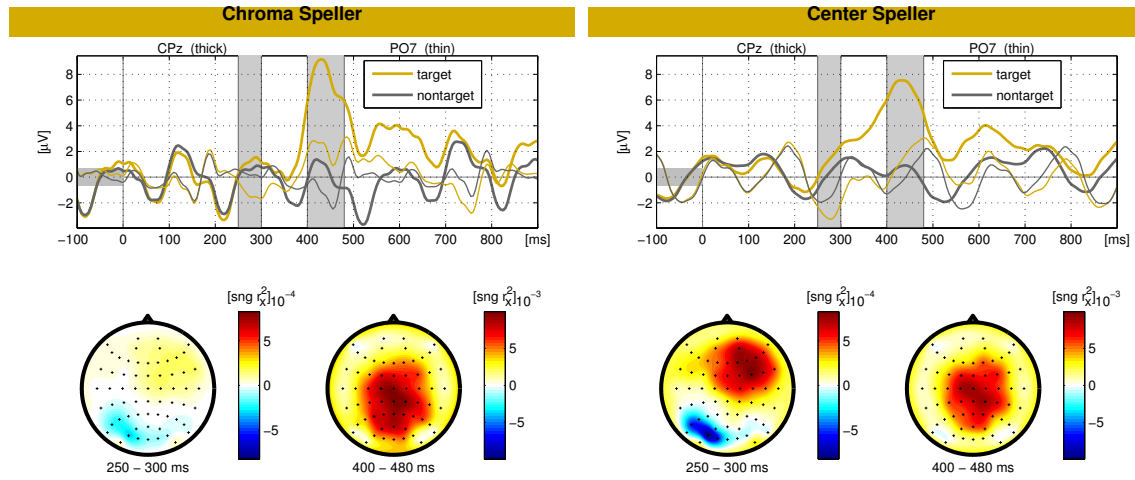 Chroma Speller
CPz (thick) PO7 (thin)
target
nontarget
[µV]
8
6
4
2
0
−2
−100 0 100 200 300 400 500 600 700 800 [ms]
[sng r²x]10⁻⁴
5
0
−5
250 − 300 ms
[sng r²x]10⁻³
5
0
−5
400 − 480 ms
Center Speller
CPz (thick) PO7 (thin)
target
nontarget
[µV]
8
6
4
2
0
−2
−100 0 100 200 300 400 500 600 700 800 [ms]
[sng r²x]10⁻⁴
5
0
−5
250 − 300 ms
[sng r²x]10⁻³
5
0
−5
400 − 480 ms